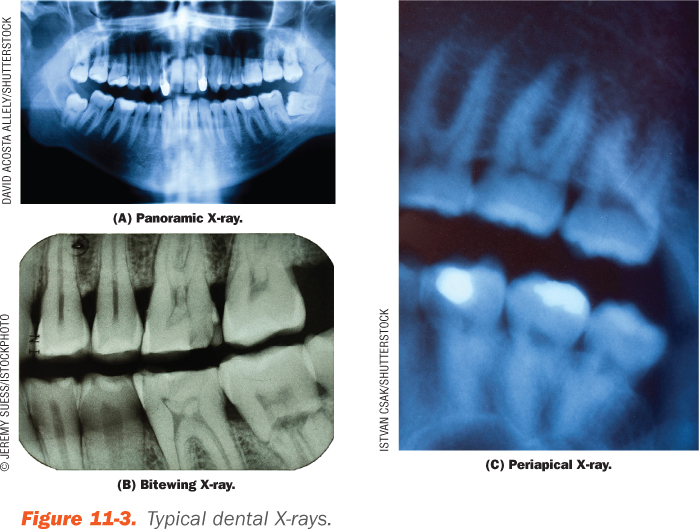 DAVID ACOSTA ALLELY/SHUTTERSTOCK
(A) Panoramic X-ray.
© JEREMY SUESS/ISTOCKPHOTO
(B) Bitewing X-ray.
ISTVAN CSAK/SHUTTERSTOCK
(C) Periapical X-ray.
Figure 11-3. Typical dental X-rays.